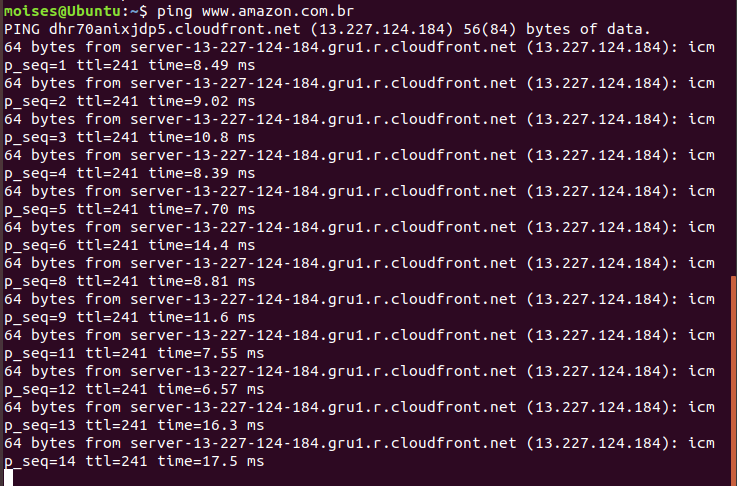 moises@Ubuntu:~$ ping www.amazon.com.br
PING dhr70anixjdp5.cloudfront.net (13.227.124.184) 56(84) bytes of data.
64 bytes from server-13-227-124-184.gru1.r.cloudfront.net (13.227.124.184): icm
p_seq=1 ttl=241 time=8.49 ms
64 bytes from server-13-227-124-184.gru1.r.cloudfront.net (13.227.124.184): icm
p_seq=2 ttl=241 time=9.02 ms
64 bytes from server-13-227-124-184.gru1.r.cloudfront.net (13.227.124.184): icm
p_seq=3 ttl=241 time=10.8 ms
64 bytes from server-13-227-124-184.gru1.r.cloudfront.net (13.227.124.184): icm
p_seq=4 ttl=241 time=8.39 ms
64 bytes from server-13-227-124-184.gru1.r.cloudfront.net (13.227.124.184): icm
p_seq=5 ttl=241 time=7.70 ms
64 bytes from server-13-227-124-184.gru1.r.cloudfront.net (13.227.124.184): icm
p_seq=6 ttl=241 time=14.4 ms
64 bytes from server-13-227-124-184.gru1.r.cloudfront.net (13.227.124.184): icm
p_seq=8 ttl=241 time=8.81 ms
64 bytes from server-13-227-124-184.gru1.r.cloudfront.net (13.227.124.184): icm
p_seq=9 ttl=241 time=11.6 ms
64 bytes from server-13-227-124-184.gru1.r.cloudfront.net (13.227.124.184): icm
p_seq=11 ttl=241 time=7.55 ms
64 bytes from server-13-227-124-184.gru1.r.cloudfront.net (13.227.124.184): icm
p_seq=12 ttl=241 time=6.57 ms
64 bytes from server-13-227-124-184.gru1.r.cloudfront.net (13.227.124.184): icm
p_seq=13 ttl=241 time=16.3 ms
64 bytes from server-13-227-124-184.gru1.r.cloudfront.net (13.227.124.184): icm
p_seq=14 ttl=241 time=17.5 ms